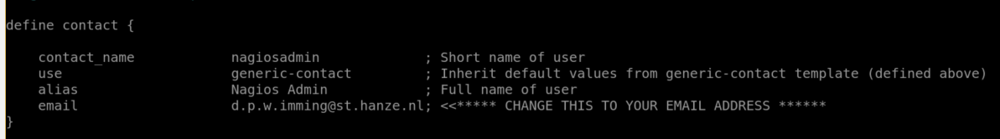 define contact {
    contact_name            nagiosadmin             ; Short name of user
    use                     generic-contact         ; Inherit default values from generic-contact template (defined above)
    alias                   Nagios Admin            ; Full name of user
    email                   d.p.w.imming@st.hanze.nl; <<***** CHANGE THIS TO YOUR EMAIL ADDRESS ******
}